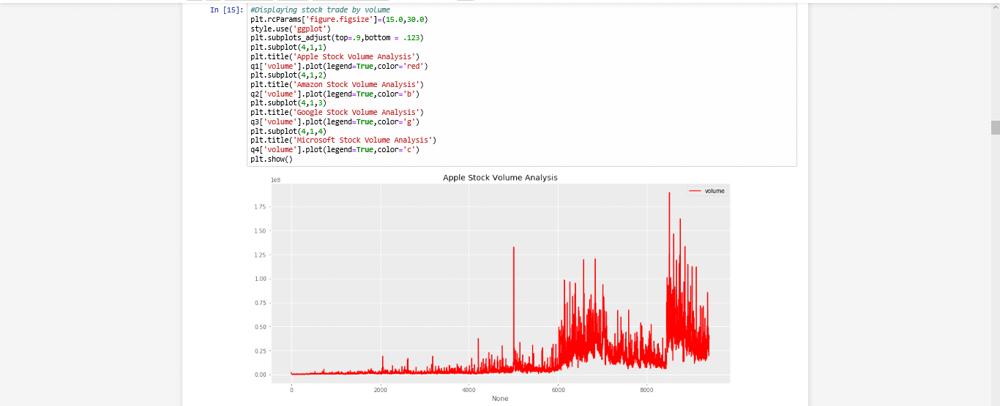 In [15]: #Displaying stock trade by volume
plt.rcParams['figure.figsize']=(15.0,30.0)
style.use('ggplot')
plt.subplots_adjust(top=.9,bottom = .123)
plt.subplot(4,1,1)
plt.title('Apple Stock Volume Analysis')
q1['volume'].plot(legend=True,color='red')
plt.subplot(4,1,2)
plt.title('Amazon Stock Volume Analysis')
q2['volume'].plot(legend=True,color='b')
plt.subplot(4,1,3)
plt.title('Google Stock Volume Analysis')
q3['volume'].plot(legend=True,color='g')
plt.subplot(4,1,4)
plt.title('Microsoft Stock Volume Analysis')
q4['volume'].plot(legend=True,color='c')
plt.show()
Apple Stock Volume Analysis
1e8
volume
1.75
1.50
1.25
1.00
0.75
0.50
0.25
0.00
0 2000 4000 6000 8000
None